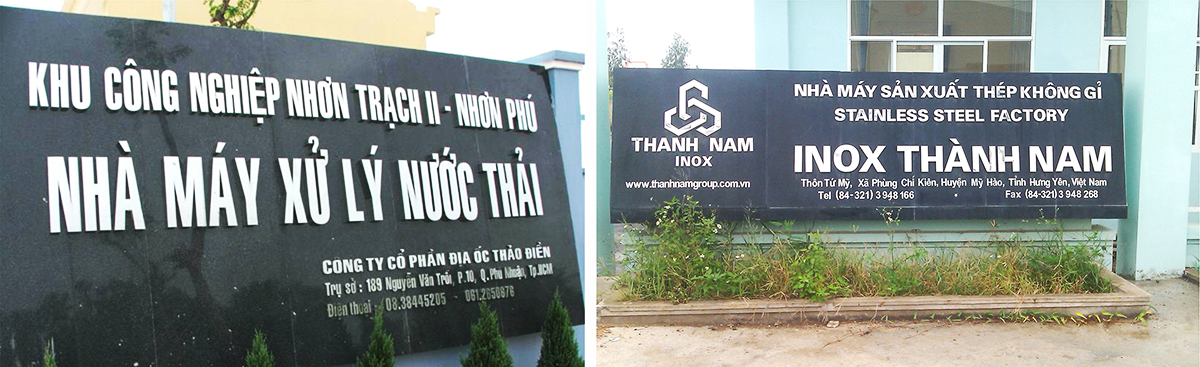 KHU CÔNG NGHIỆP NHƠN TRẠCH II - NHƠN PHÚ
NHÀ MÁY XỬ LÝ NƯỚC THẢI
CÔNG TY CỔ PHẦN ĐỊA ỐC THẢO ĐIỀN
Trụ sở : 189 Nguyễn Văn Trỗi, P.10, Q. Phú Nhuận, Tp.HCM
Điện thoại : 08.38445205 - 061.2650676
THANH NAM
INOX
www.thanhnamgroup.com.vn
NHÀ MÁY SẢN XUẤT THÉP KHÔNG GỈ
STAINLESS STEEL FACTORY
INOX THÀNH NAM
Thôn Tứ Mỹ, Xã Phùng Chí Kiên, Huyện Mỹ Hào, Tỉnh Hưng Yên, Việt Nam
Tel (84-321) 3 948 166 Fax (84-321) 3 948 268